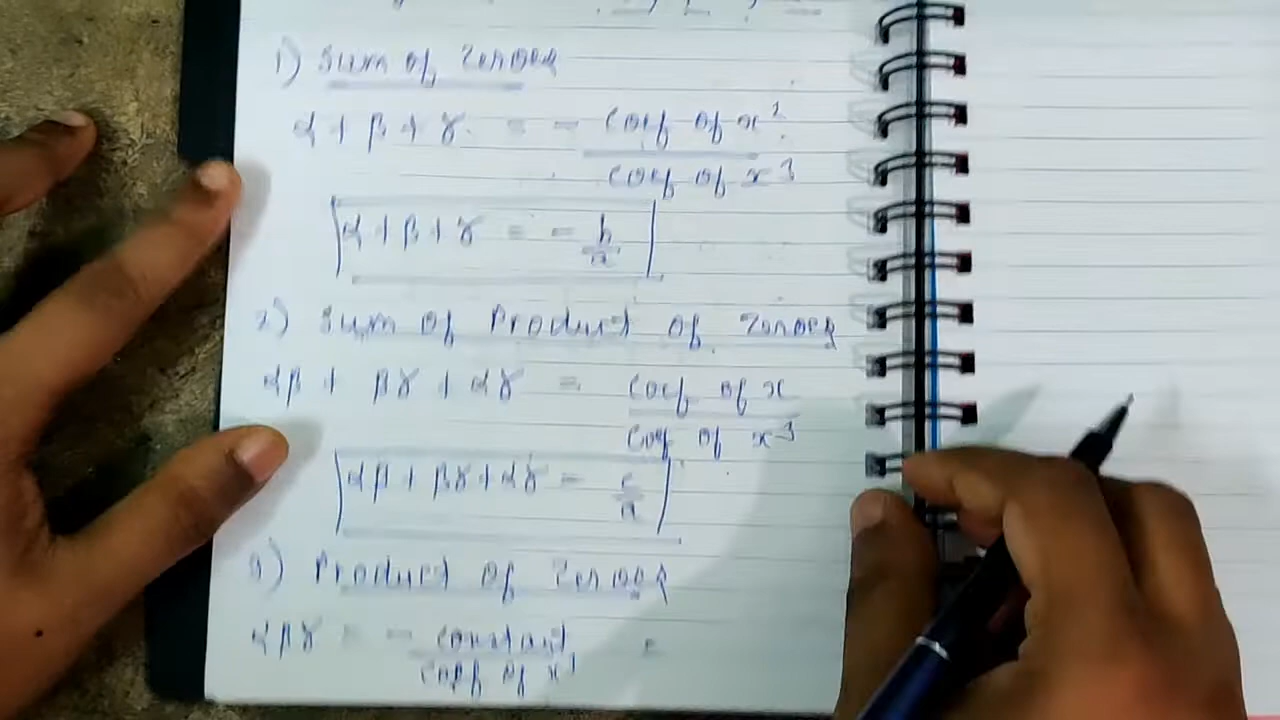 1) Sum of Zeroes
α + β + γ = - coef of x²
coef of x³
α + β + γ = - b
a
2) Sum of Product of Zeroes
αβ + βγ + αγ = coef of x
coef of x³
αβ + βγ + αγ = c
a
3) Product of Zeroes
αβγ = - constant =
coef of x³